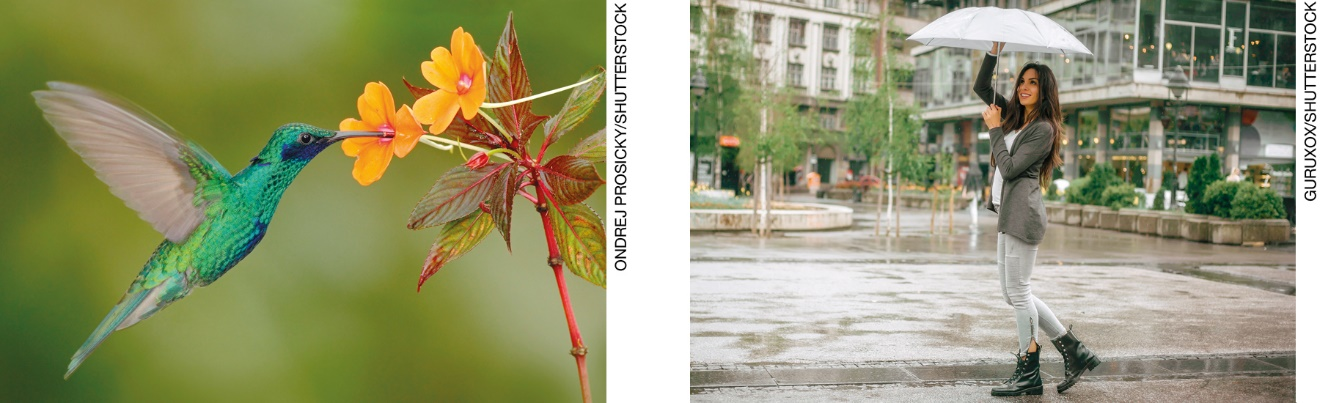 ONDREJ PROSICKY/SHUTTERSTOCK
GURUXOX/SHUTTERSTOCK